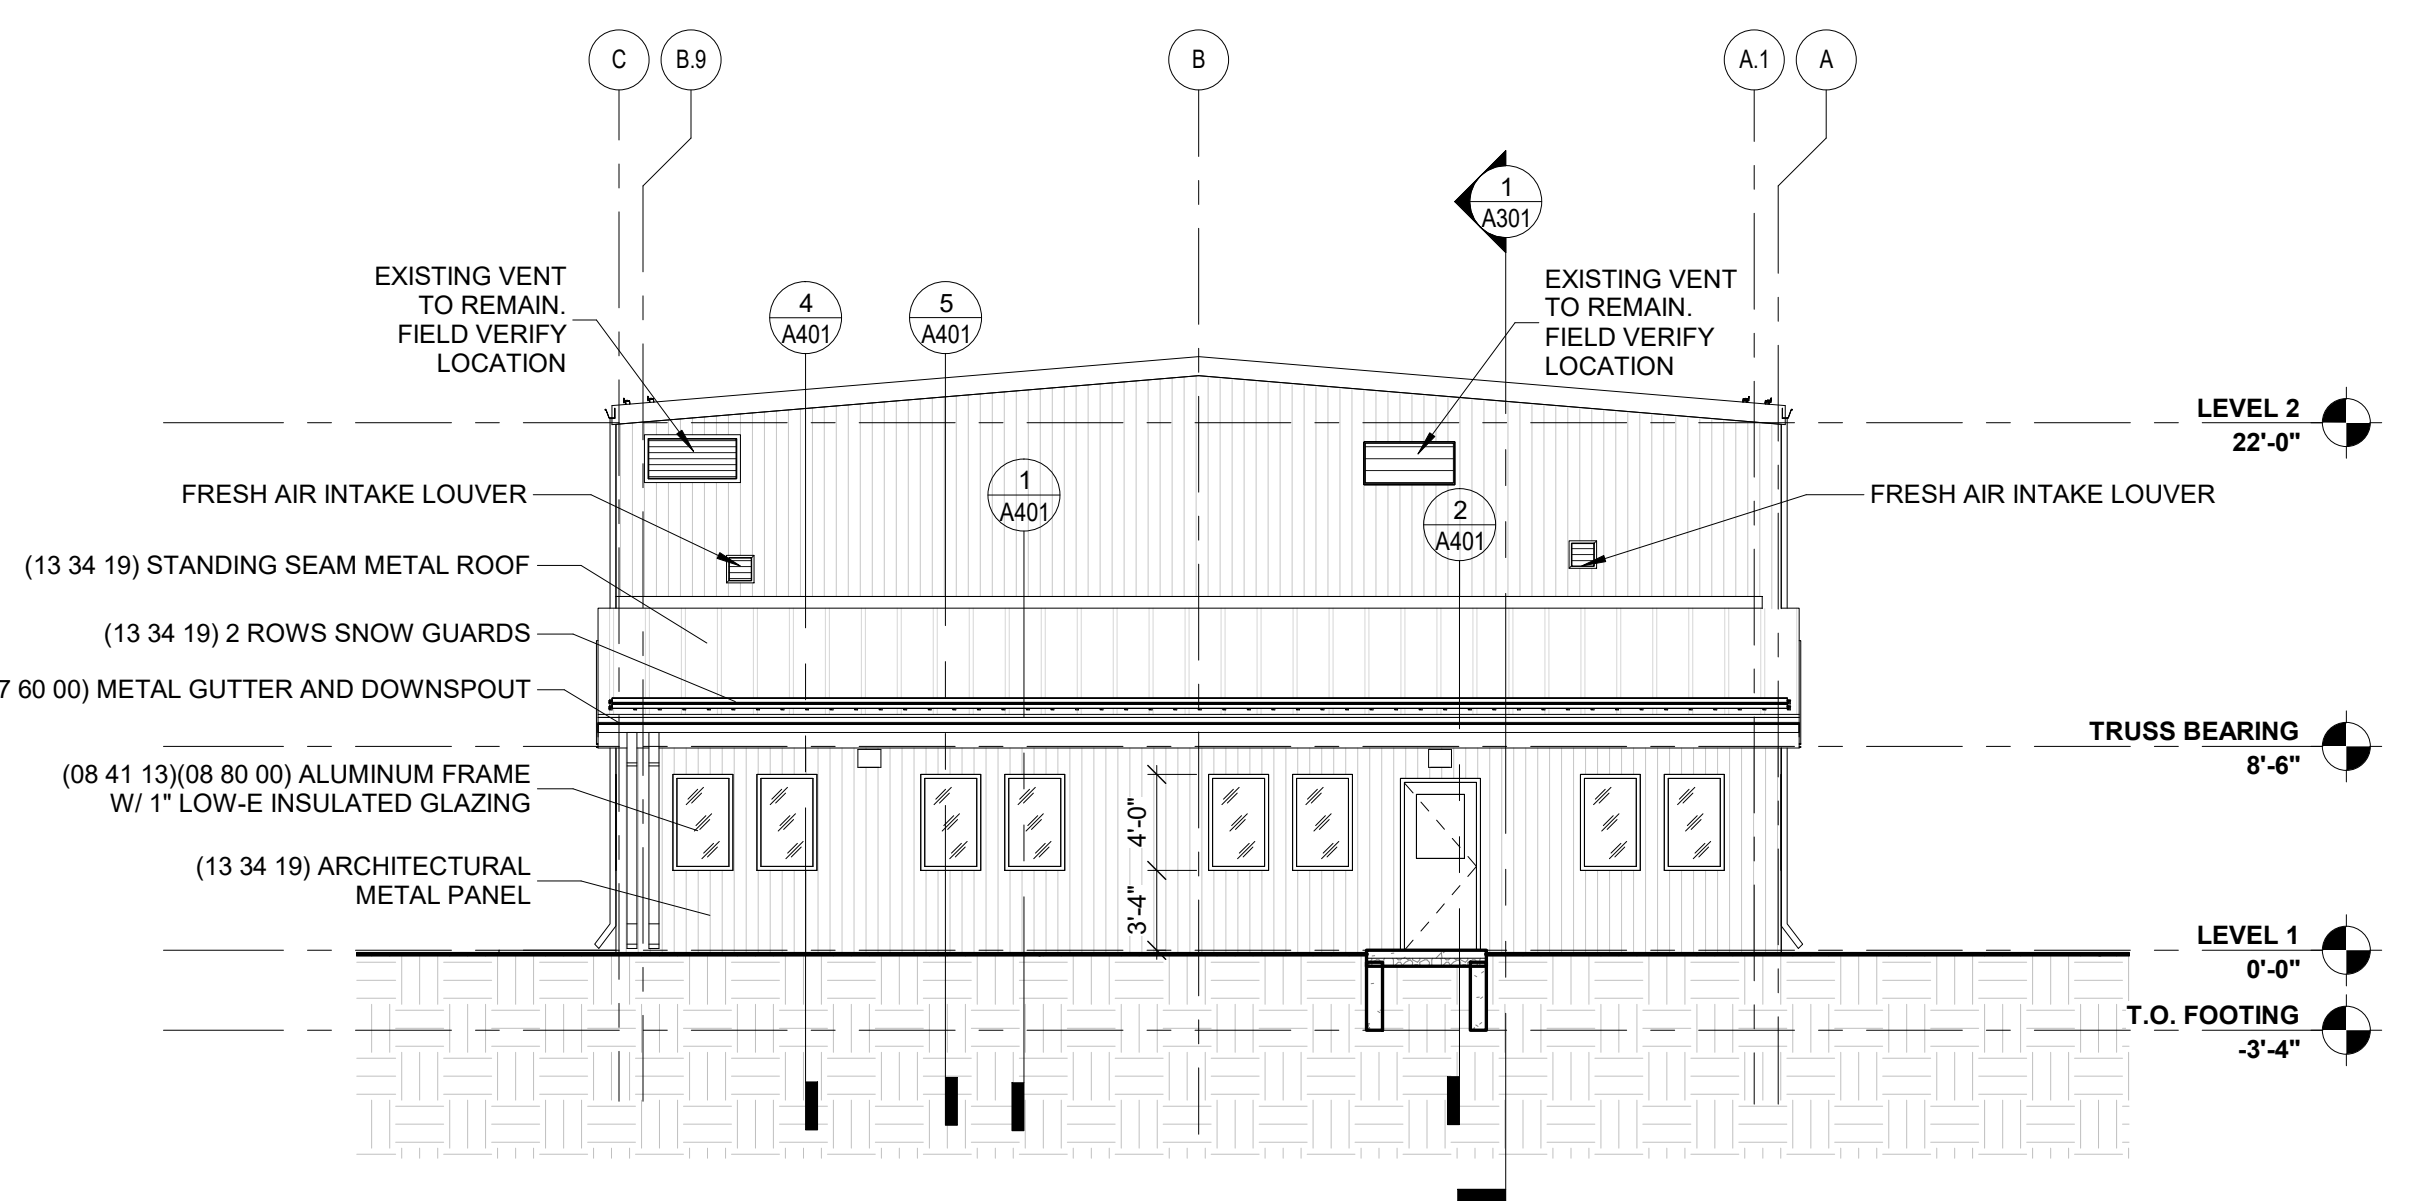 C
B.9
B
A.1
A
1
A301
EXISTING VENT
TO REMAIN.
FIELD VERIFY
LOCATION
4
A401
5
A401
EXISTING VENT
TO REMAIN.
FIELD VERIFY
LOCATION
LEVEL 2
22'-0"
1
A401
2
A401
FRESH AIR INTAKE LOUVER
FRESH AIR INTAKE LOUVER
(13 34 19) STANDING SEAM METAL ROOF
(13 34 19) 2 ROWS SNOW GUARDS
7 60 00) METAL GUTTER AND DOWNSPOUT
TRUSS BEARING
8'-6"
(08 41 13)(08 80 00) ALUMINUM FRAME
W/ 1" LOW-E INSULATED GLAZING
4'-0"
(13 34 19) ARCHITECTURAL
METAL PANEL
3'-4"
LEVEL 1
0'-0"
T.O. FOOTING
-3'-4"